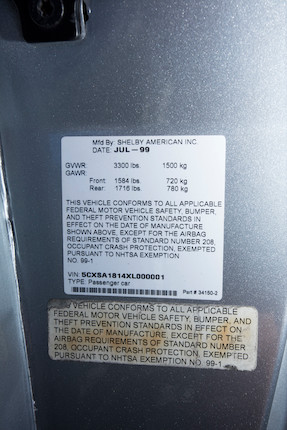 Mfd By: SHELBY AMERICAN INC.
DATE: JUL — 99
GVWR: 3300 lbs. 1500 kg
GAWR:
Front: 1584 lbs. 720 kg
Rear: 1716 lbs. 780 kg
THIS VEHICLE CONFORMS TO ALL APPLICABLE
FEDERAL MOTOR VEHICLE SAFETY, BUMPER,
AND THEFT PREVENTION STANDARDS IN
EFFECT ON THE DATE OF MANUFACTURE
SHOWN ABOVE, EXCEPT FOR THE AIRBAG
REQUIREMENTS OF STANDARD NUMBER 208,
OCCUPANT CRASH PROTECTION, EXEMPTED
PURSUANT TO NHTSA EXEMPTION
NO. 99-1
VIN: 5CXSA1814XL000001
TYPE: Passenger car Part # 34150-2
VEHICLE CONFORMS TO ALL APPLICABLE
FEDERAL MOTOR VEHICLE SAFETY, BUMPER, AND
THEFT PREVENTION STANDARDS IN EFFECT ON
THE DATE OF MANUFACTURE, EXCEPT FOR THE
AIRBAG REQUIREMENTS OF STANDARD NUMBER
208, OCCUPANT CRASH PROTECTION, EXEMPTED
PURSUANT TO NHTSA EXEMPTION NO. 99-1